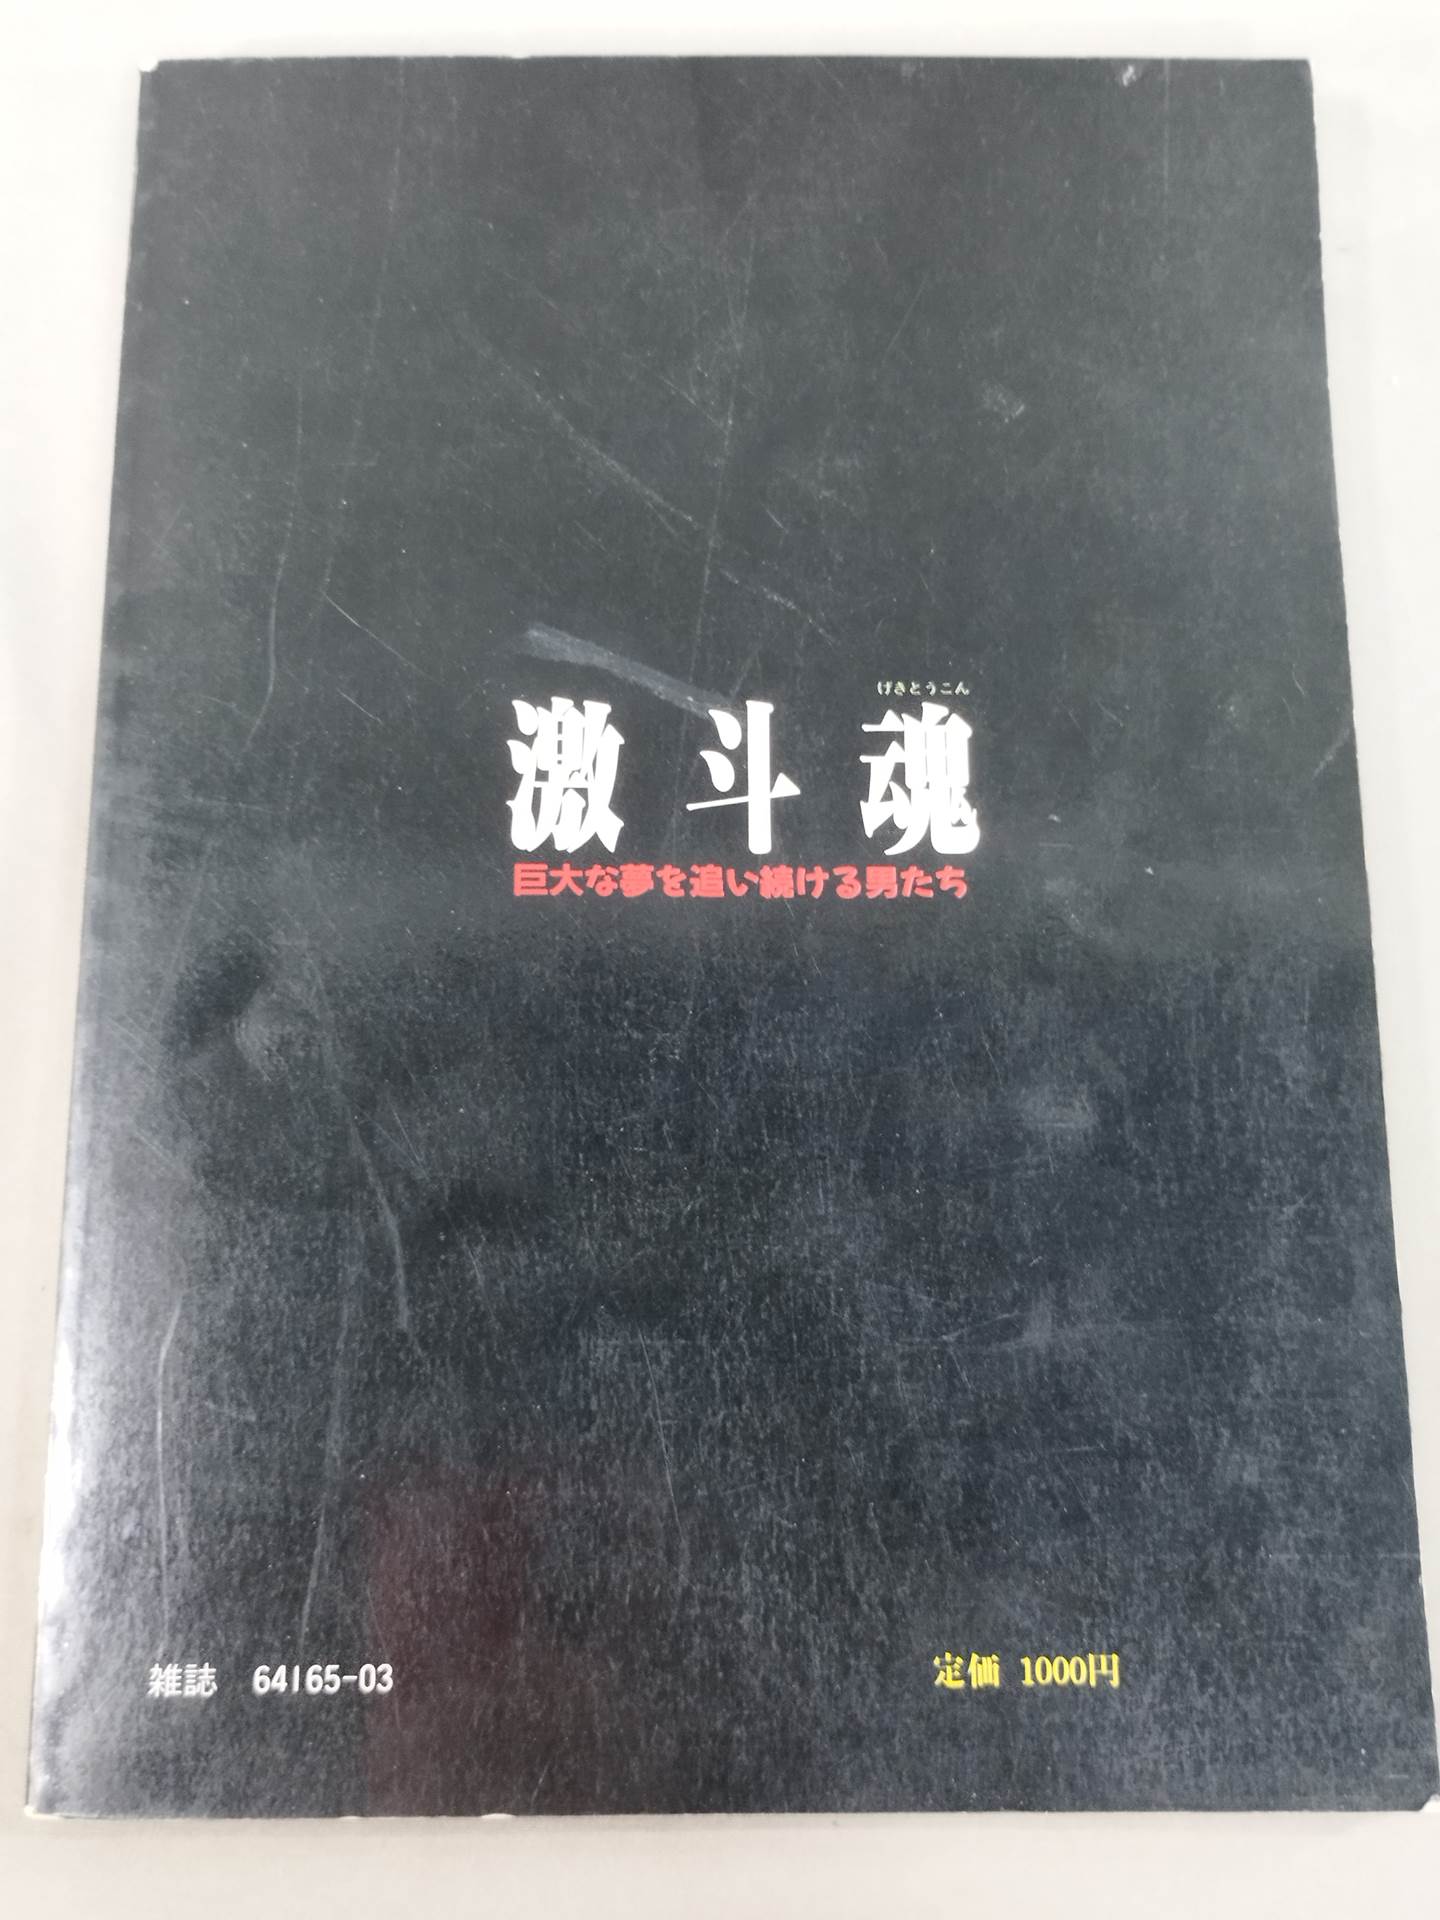 げきとうこん
激斗魂
巨大な夢を追い続ける男たち
雑誌 64165-03
定価 1000円